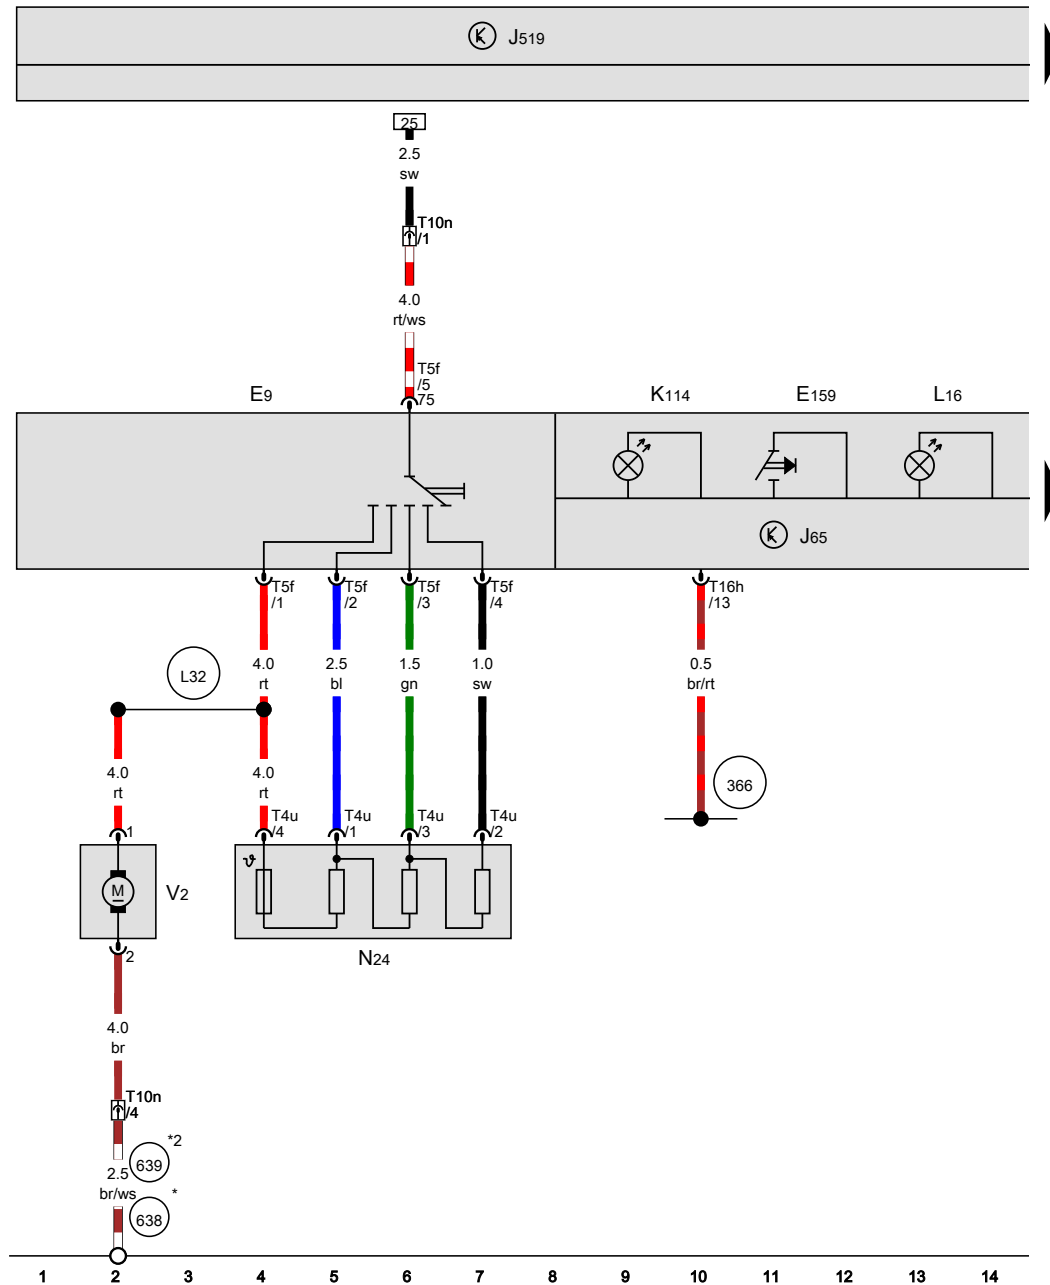 J519
25
2.5
sw
T10n
/1
4.0
rt/ws
T5f
/5
75
E9
K114
E159
L16
J65
T5f
/1
T5f
/2
T5f
/3
T5f
/4
T16h
/13
4.0
rt
2.5
bl
1.5
gn
1.0
sw
0.5
br/rt
L32
4.0
rt
4.0
rt
366
1
T4u
/4
T4u
/1
T4u
/3
T4u
/2
ϑ
M
V2
N24
2
4.0
br
T10n
/4
*2
639
2.5
br/ws
*
638
1 2 3 4 5 6 7 8 9 10 11 12 13 14